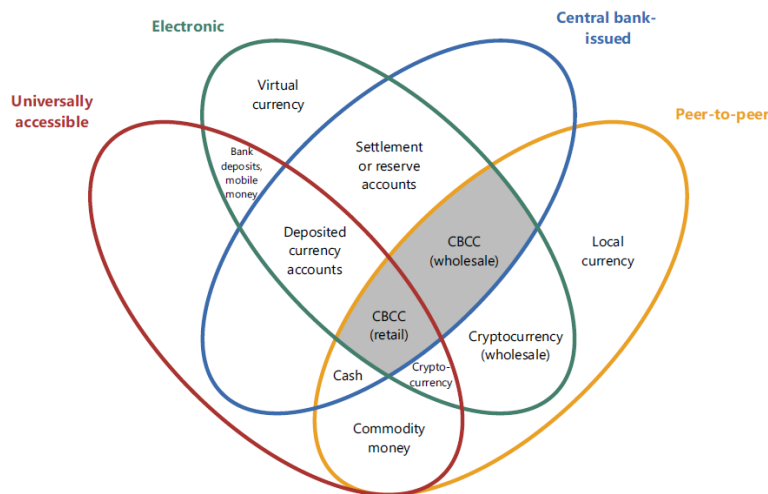 Electronic
Central bank-
issued
Universally
accessible
Peer-to-peer
Virtual
currency
Bank
deposits,
mobile
money
Settlement
or reserve
accounts
Deposited
currency
accounts
CBCC
(wholesale)
Local
currency
CBCC
(retail)
Cryptocurrency
(wholesale)
Cash
Crypto-
currency
Commodity
money